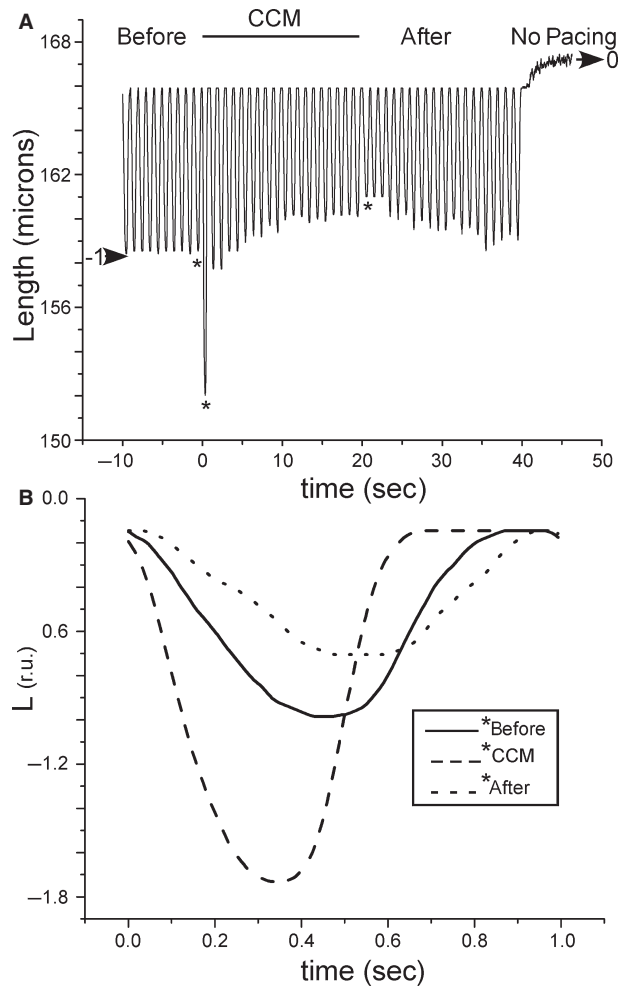 A
CCM
Before
After
No Pacing
168
162
156
150
Length (microns)
-1
0
*
*
*
–10
0
10
20
30
40
50
time (sec)
B
0.0
0.6
–1.2
–1.8
L (r.u.)
*Before
*CCM
*After
0.0
0.2
0.4
0.6
0.8
1.0
time (sec)